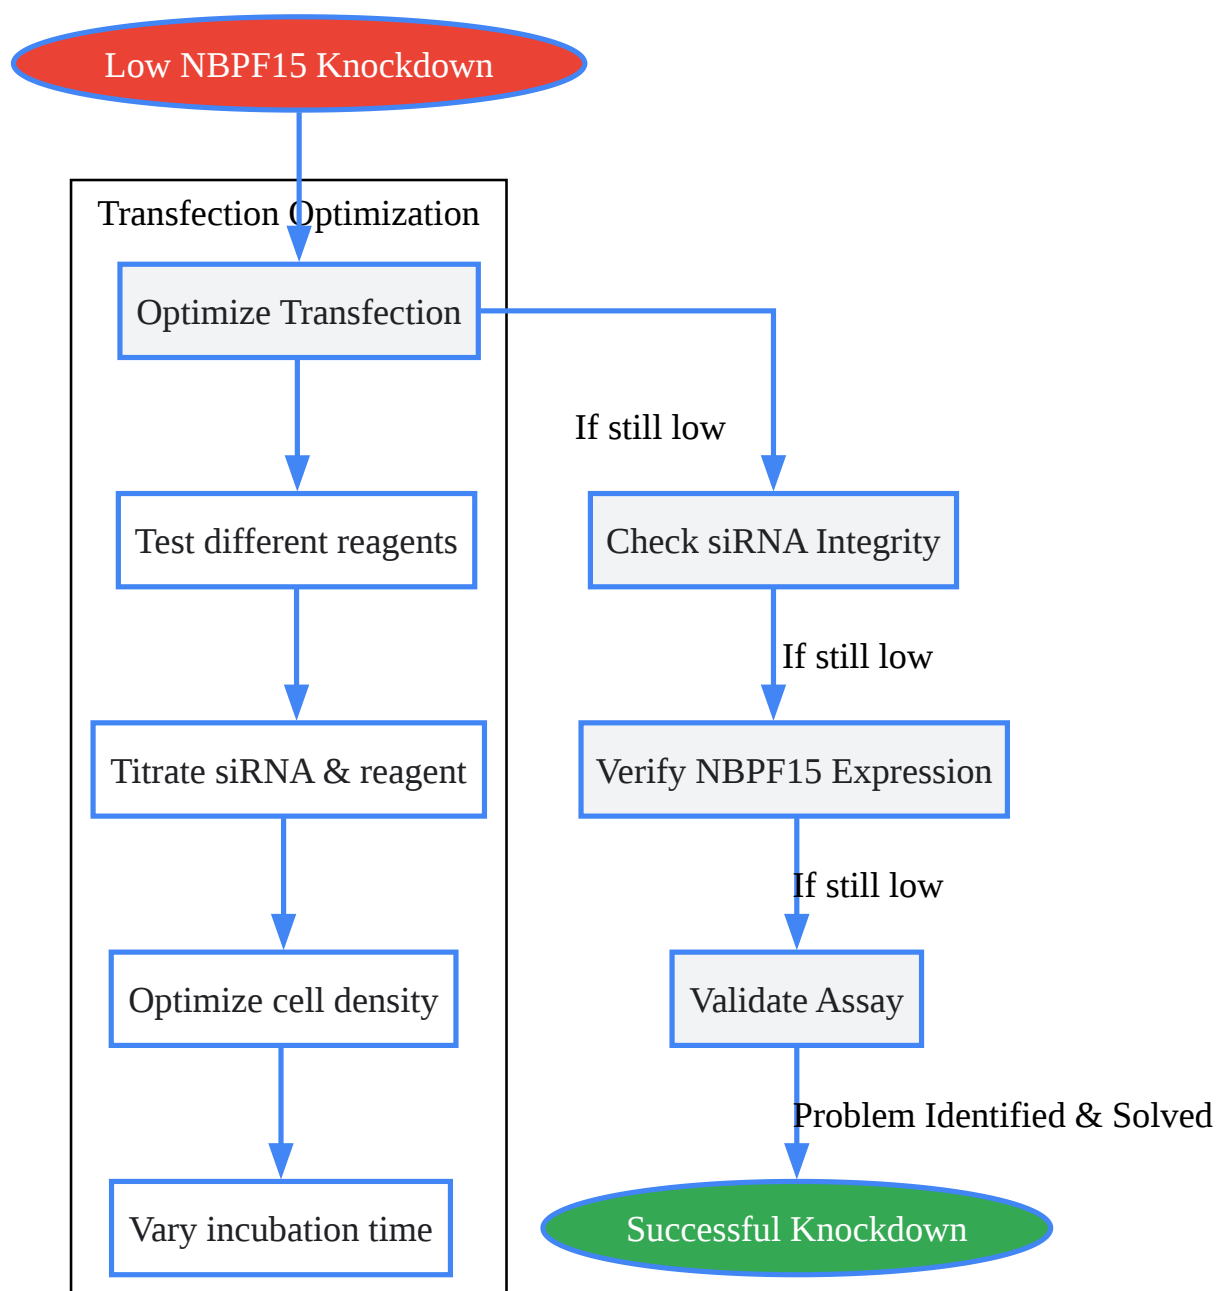 Low NBPF15 Knockdown
Transfection Optimization
Optimize Transfection
If still low
Test different reagents
Check siRNA Integrity
If still low
Titrate siRNA & reagent
Verify NBPF15 Expression
If still low
Optimize cell density
Validate Assay
Problem Identified & Solved
Vary incubation time
Successful Knockdown